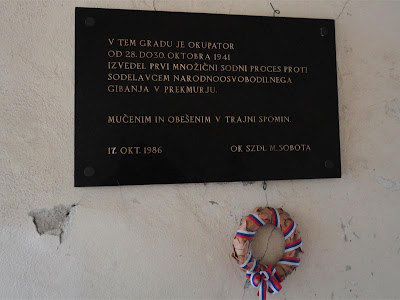 V TEM GRADU JE OKUPATOR
OD 28. DO 30. OKTOBRA 1941
IZVEDEL PRVI MNOŽIČNI SODNI PROCES PROTI
SODELAVCEM NARODNOOSVOBODILNEGA
GIBANJA V PREKMURJU.
MUČENIM IN OBEŠENIM V TRAJNI SPOMIN.
17. OKT. 1986 OK SZDL M. SOBOTA